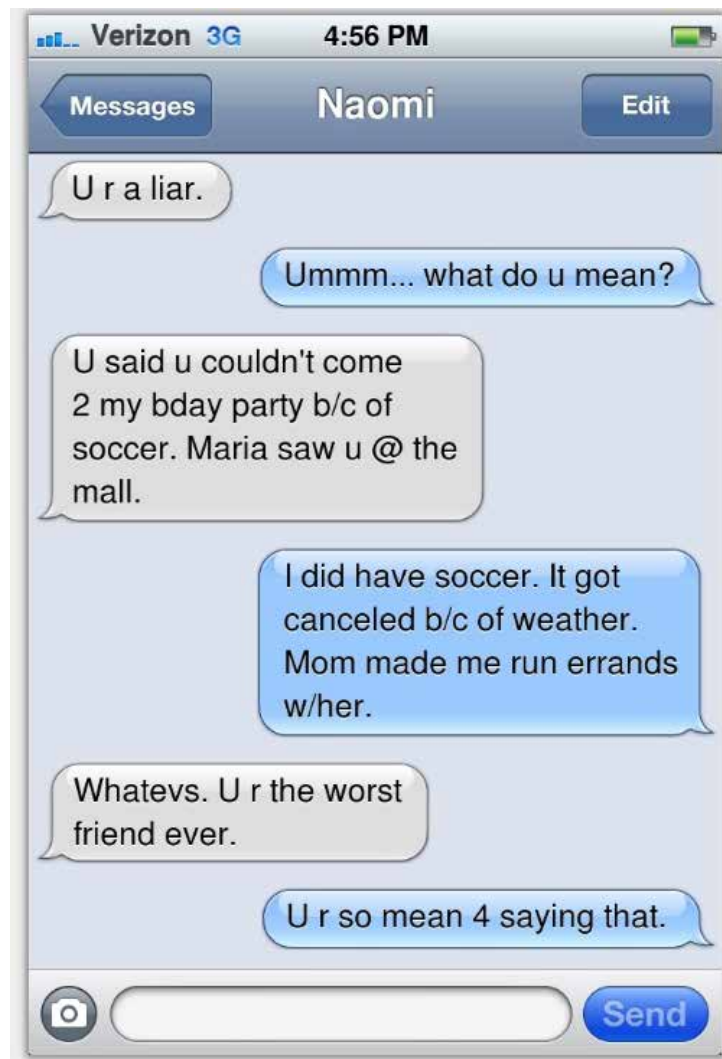 Verizon 3G 4:56 PM
Messages Naomi Edit
U r a liar.
Ummm... what do u mean?
U said u couldn't come
2 my bday party b/c of
soccer. Maria saw u @ the
mall.
I did have soccer. It got
canceled b/c of weather.
Mom made me run errands
w/her.
Whatevs. U r the worst
friend ever.
U r so mean 4 saying that.
Send